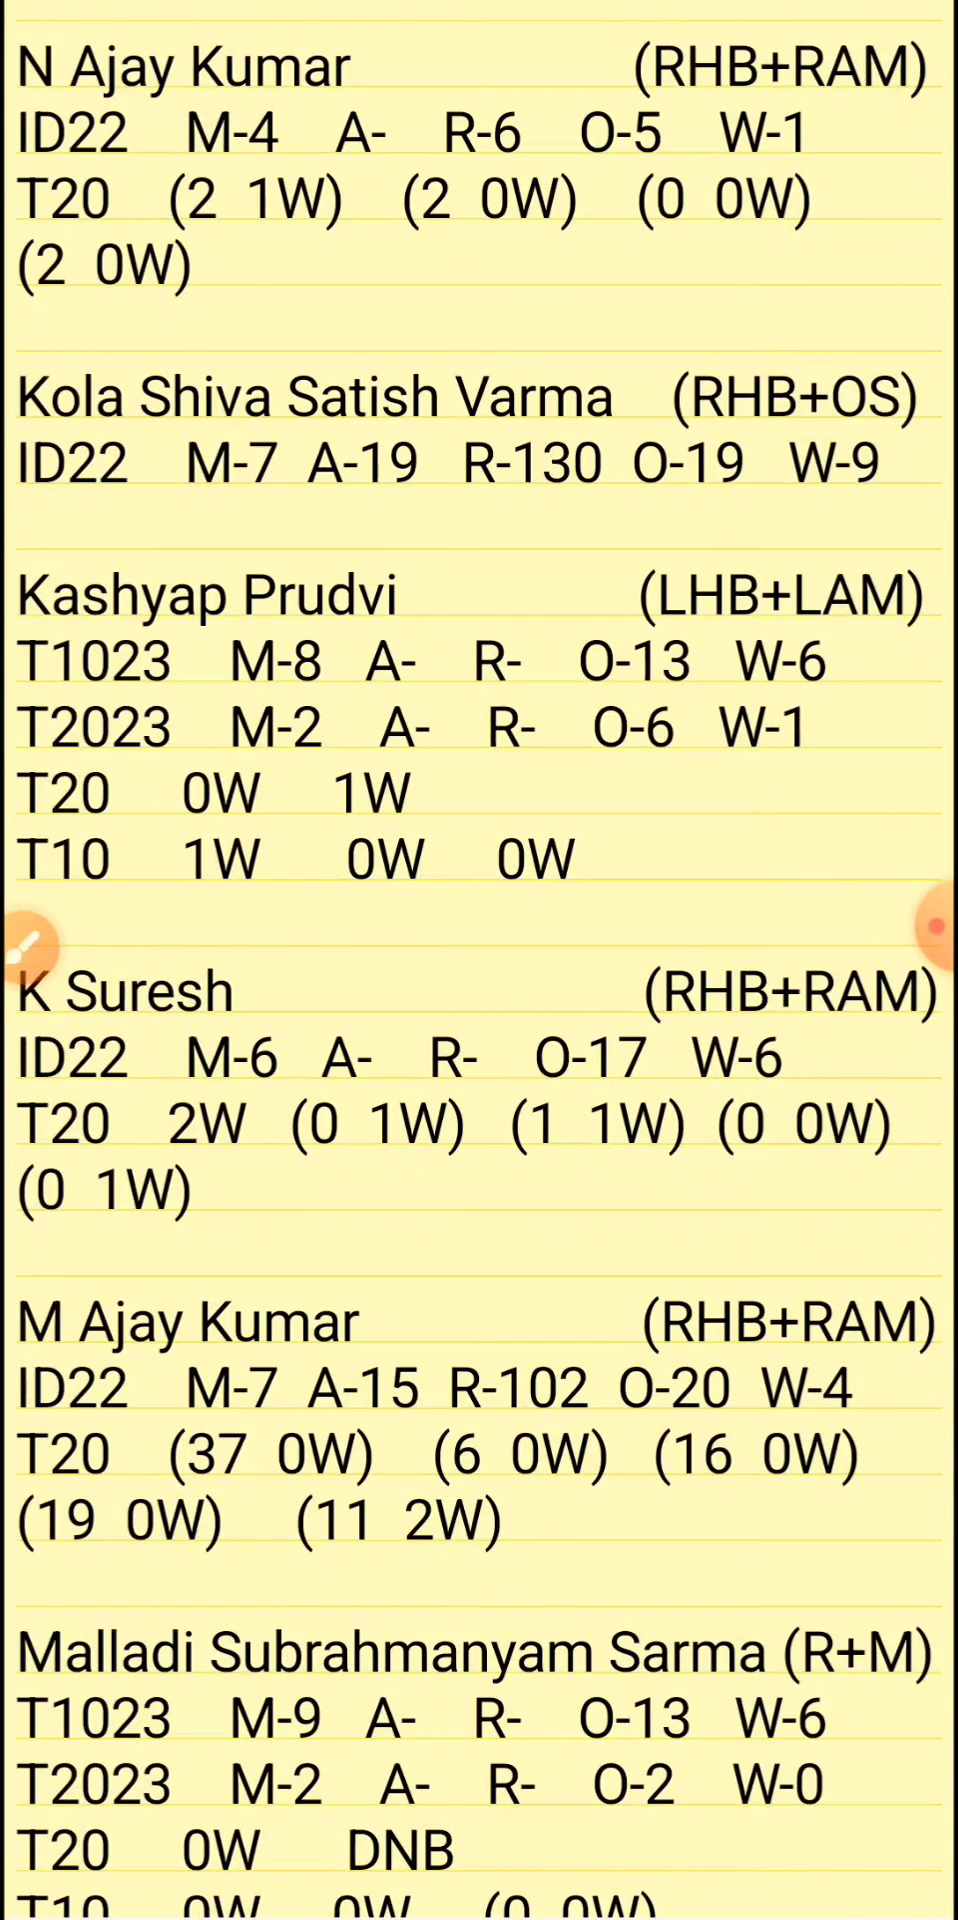 N Ajay Kumar (RHB+RAM)
ID22 M-4 A- R-6 O-5 W-1
T20 (2 1W) (2 0W) (0 0W)
(2 0W)
Kola Shiva Satish Varma (RHB+OS)
ID22 M-7 A-19 R-130 O-19 W-9
Kashyap Prudvi (LHB+LAM)
T1023 M-8 A- R- O-13 W-6
T2023 M-2 A- R- O-6 W-1
T20 0W 1W
T10 1W 0W 0W
K Suresh (RHB+RAM)
ID22 M-6 A- R- O-17 W-6
T20 2W (0 1W) (1 1W) (0 0W)
(0 1W)
M Ajay Kumar (RHB+RAM)
ID22 M-7 A-15 R-102 O-20 W-4
T20 (37 0W) (6 0W) (16 0W)
(19 0W) (11 2W)
Malladi Subrahmanyam Sarma (R+M)
T1023 M-9 A- R- O-13 W-6
T2023 M-2 A- R- O-2 W-0
T20 0W DNB
T10 0W 0W (0 0W)